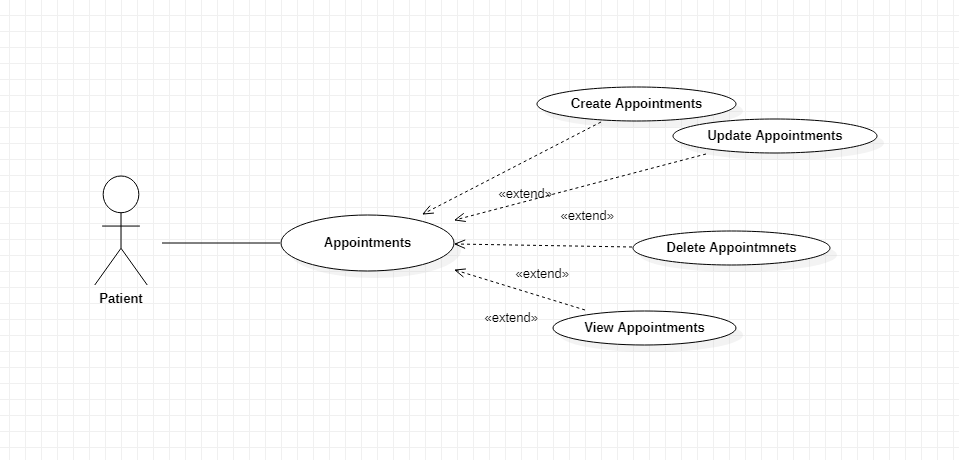 Create Appointments
Update Appointments
«extend»
«extend»
Appointments
Delete Appointmnets
«extend»
Patient
«extend»
View Appointments